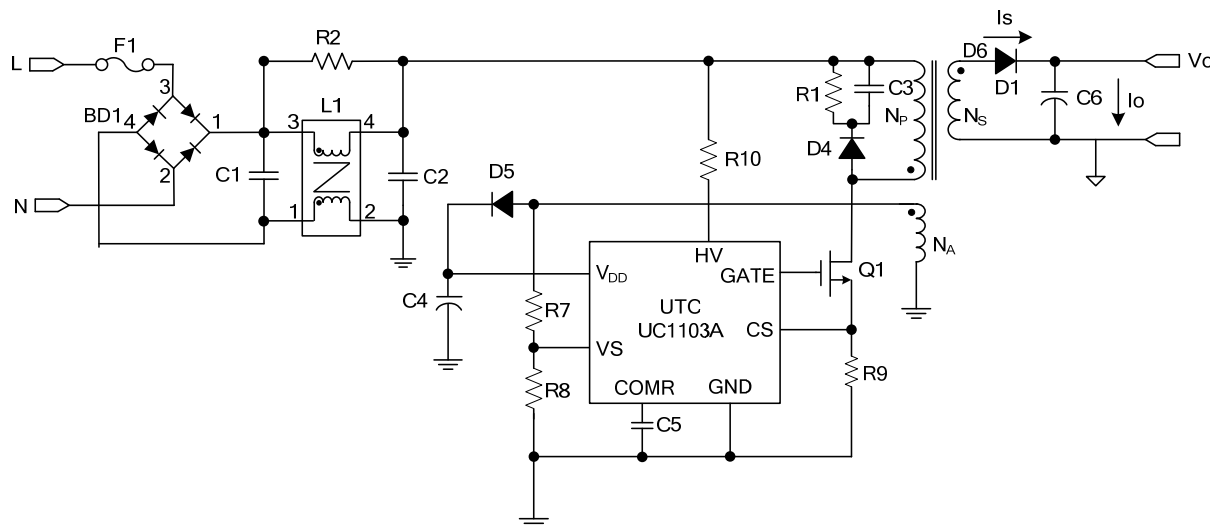 Is
F1
R2
L
D6
Vo
3
L1
R1
C3
D1
C6
Io
BD1
4
1
3
4
NP
NS
R10
D4
2
C1
C2
D5
N
1
2
HV
NA
VDD
GATE
Q1
C4
R7
UTC
UC1103A
CS
VS
R9
R8
COMR
GND
C5